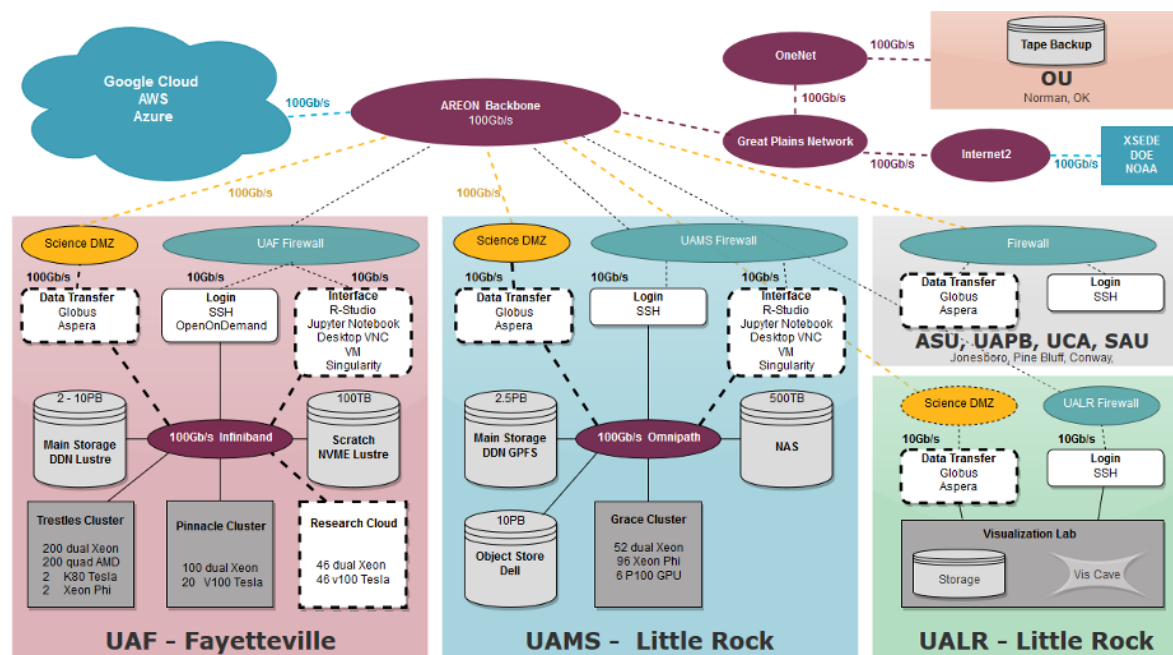 Google Cloud
AWS
Azure
100Gb/s
AREON Backbone
100Gb/s
OneNet
100Gb/s
Tape Backup
OU
Norman, OK
100Gb/s
Great Plains Network
100Gb/s
Internet2
100Gb/s
XSEDE
DOE
NOAA
100Gb/s
100Gb/s
Science DMZ
UAF Firewall
100Gb/s
10Gb/s
10Gb/s
Data Transfer
Globus
Aspera
Login
SSH
OpenOnDemand
Interface
R-Studio
Jupyter Notebook
Desktop VNC
VM
Singularity
2 - 10PB
Main Storage
DDN Lustre
100Gb/s Infiniband
100TB
Scratch
NVME Lustre
Trestles Cluster
200 dual Xeon
200 quad AMD
2 K80 Tesla
2 Xeon Phi
Pinnacle Cluster
100 dual Xeon
20 V100 Tesla
Research Cloud
46 dual Xeon
46 v100 Tesla
UAF - Fayetteville
Science DMZ
UAMS Firewall
100Gb/s
10Gb/s
10Gb/s
Data Transfer
Globus
Aspera
Login
SSH
Interface
R-Studio
Jupyter Notebook
Desktop VNC
VM
Singularity
2.5PB
Main Storage
DDN GPFS
100Gb/s Omnipath
500TB
NAS
10PB
Object Store
Dell
Grace Cluster
52 dual Xeon
96 Xeon Phi
6 P100 GPU
UAMS - Little Rock
Firewall
Data Transfer
Globus
Aspera
Login
SSH
ASU, UAPB, UCA, SAU
Jonesboro, Pine Bluff, Conway,
Science DMZ
UALR Firewall
10Gb/s
10Gb/s
Data Transfer
Globus
Aspera
Login
SSH
Visualization Lab
Storage
Vis Cave
UALR - Little Rock